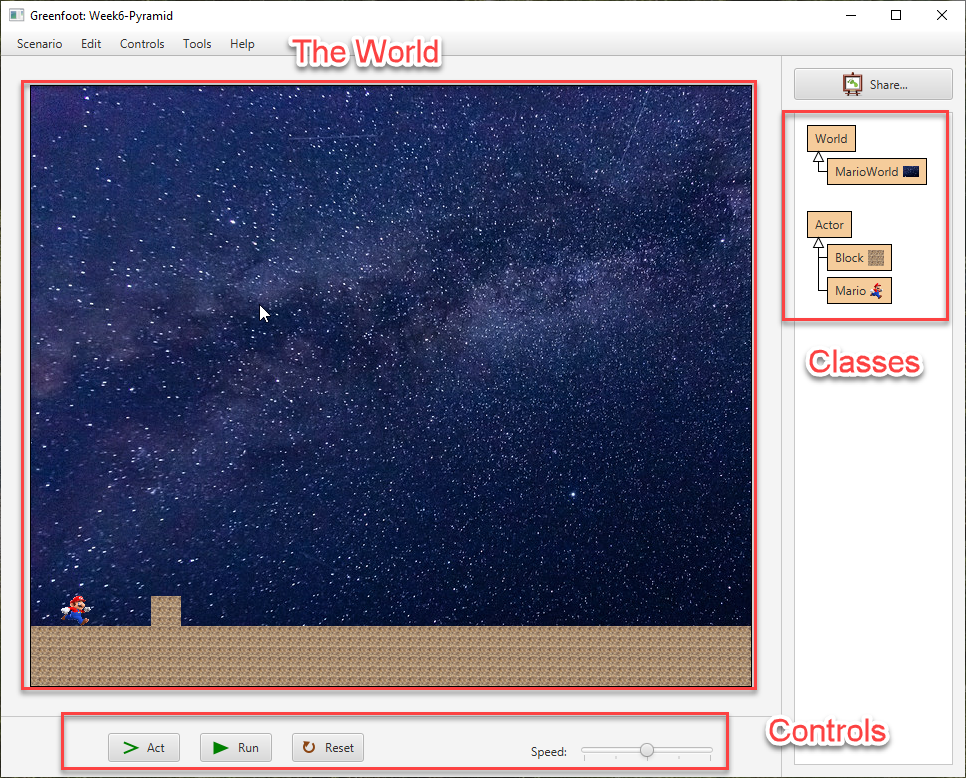 Greenfoot: Week6-Pyramid
Scenario Edit Controls Tools Help
The World
Share...
World
MarioWorld
Actor
Block
Mario
Classes
Controls
Act Run Reset Speed: